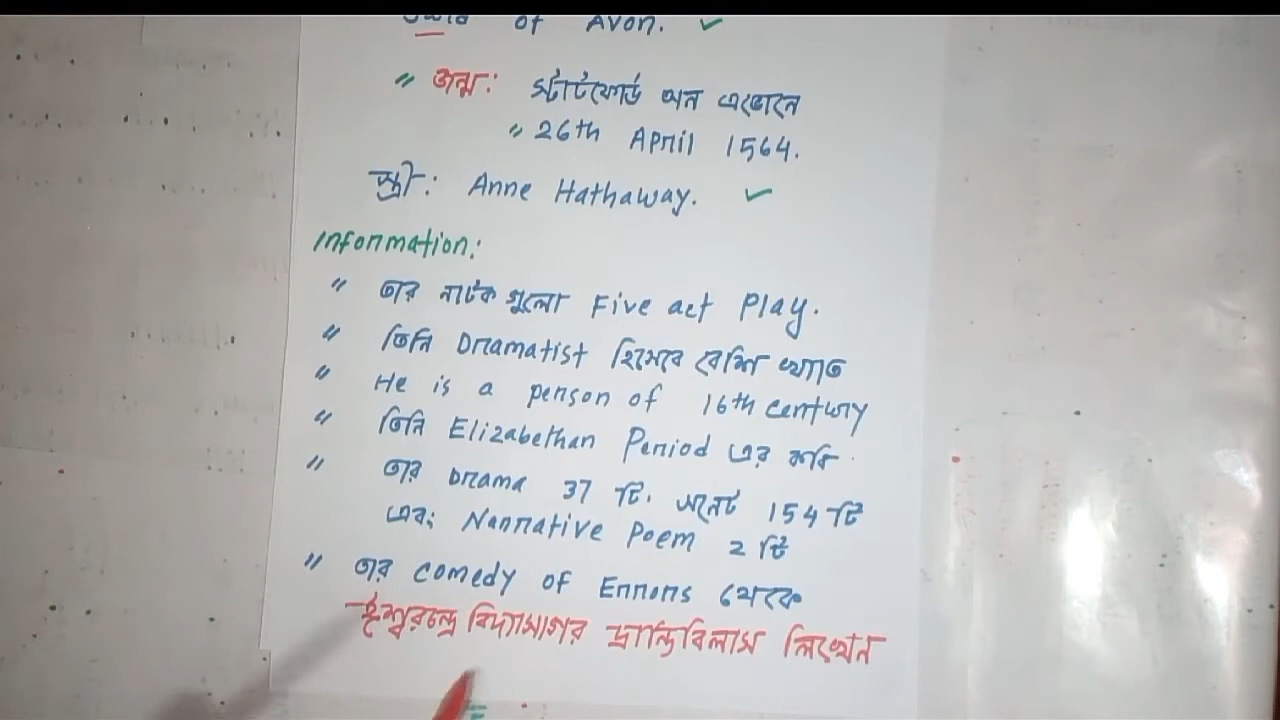 of Avon.
" জন্ম: স্টার্টফোর্ড অন এভোনে
" 26th April 1564.
স্ত্রী: Anne Hathaway.
Information:
" তার নাটক গুলো Five act Play.
" তিনি Dramatist হিসেবে বেশি খ্যাত
" He is a person of 16th century
" তিনি Elizabethan Period এর কবি
" তার Drama 37 টি. সনেট 154 টি
এবং Narrative Poem 2 টি
" তার comedy of Errors থেকে
ঈশ্বরচন্দ্র বিদ্যাসাগর ভ্রান্তিবিলাস লিখেন